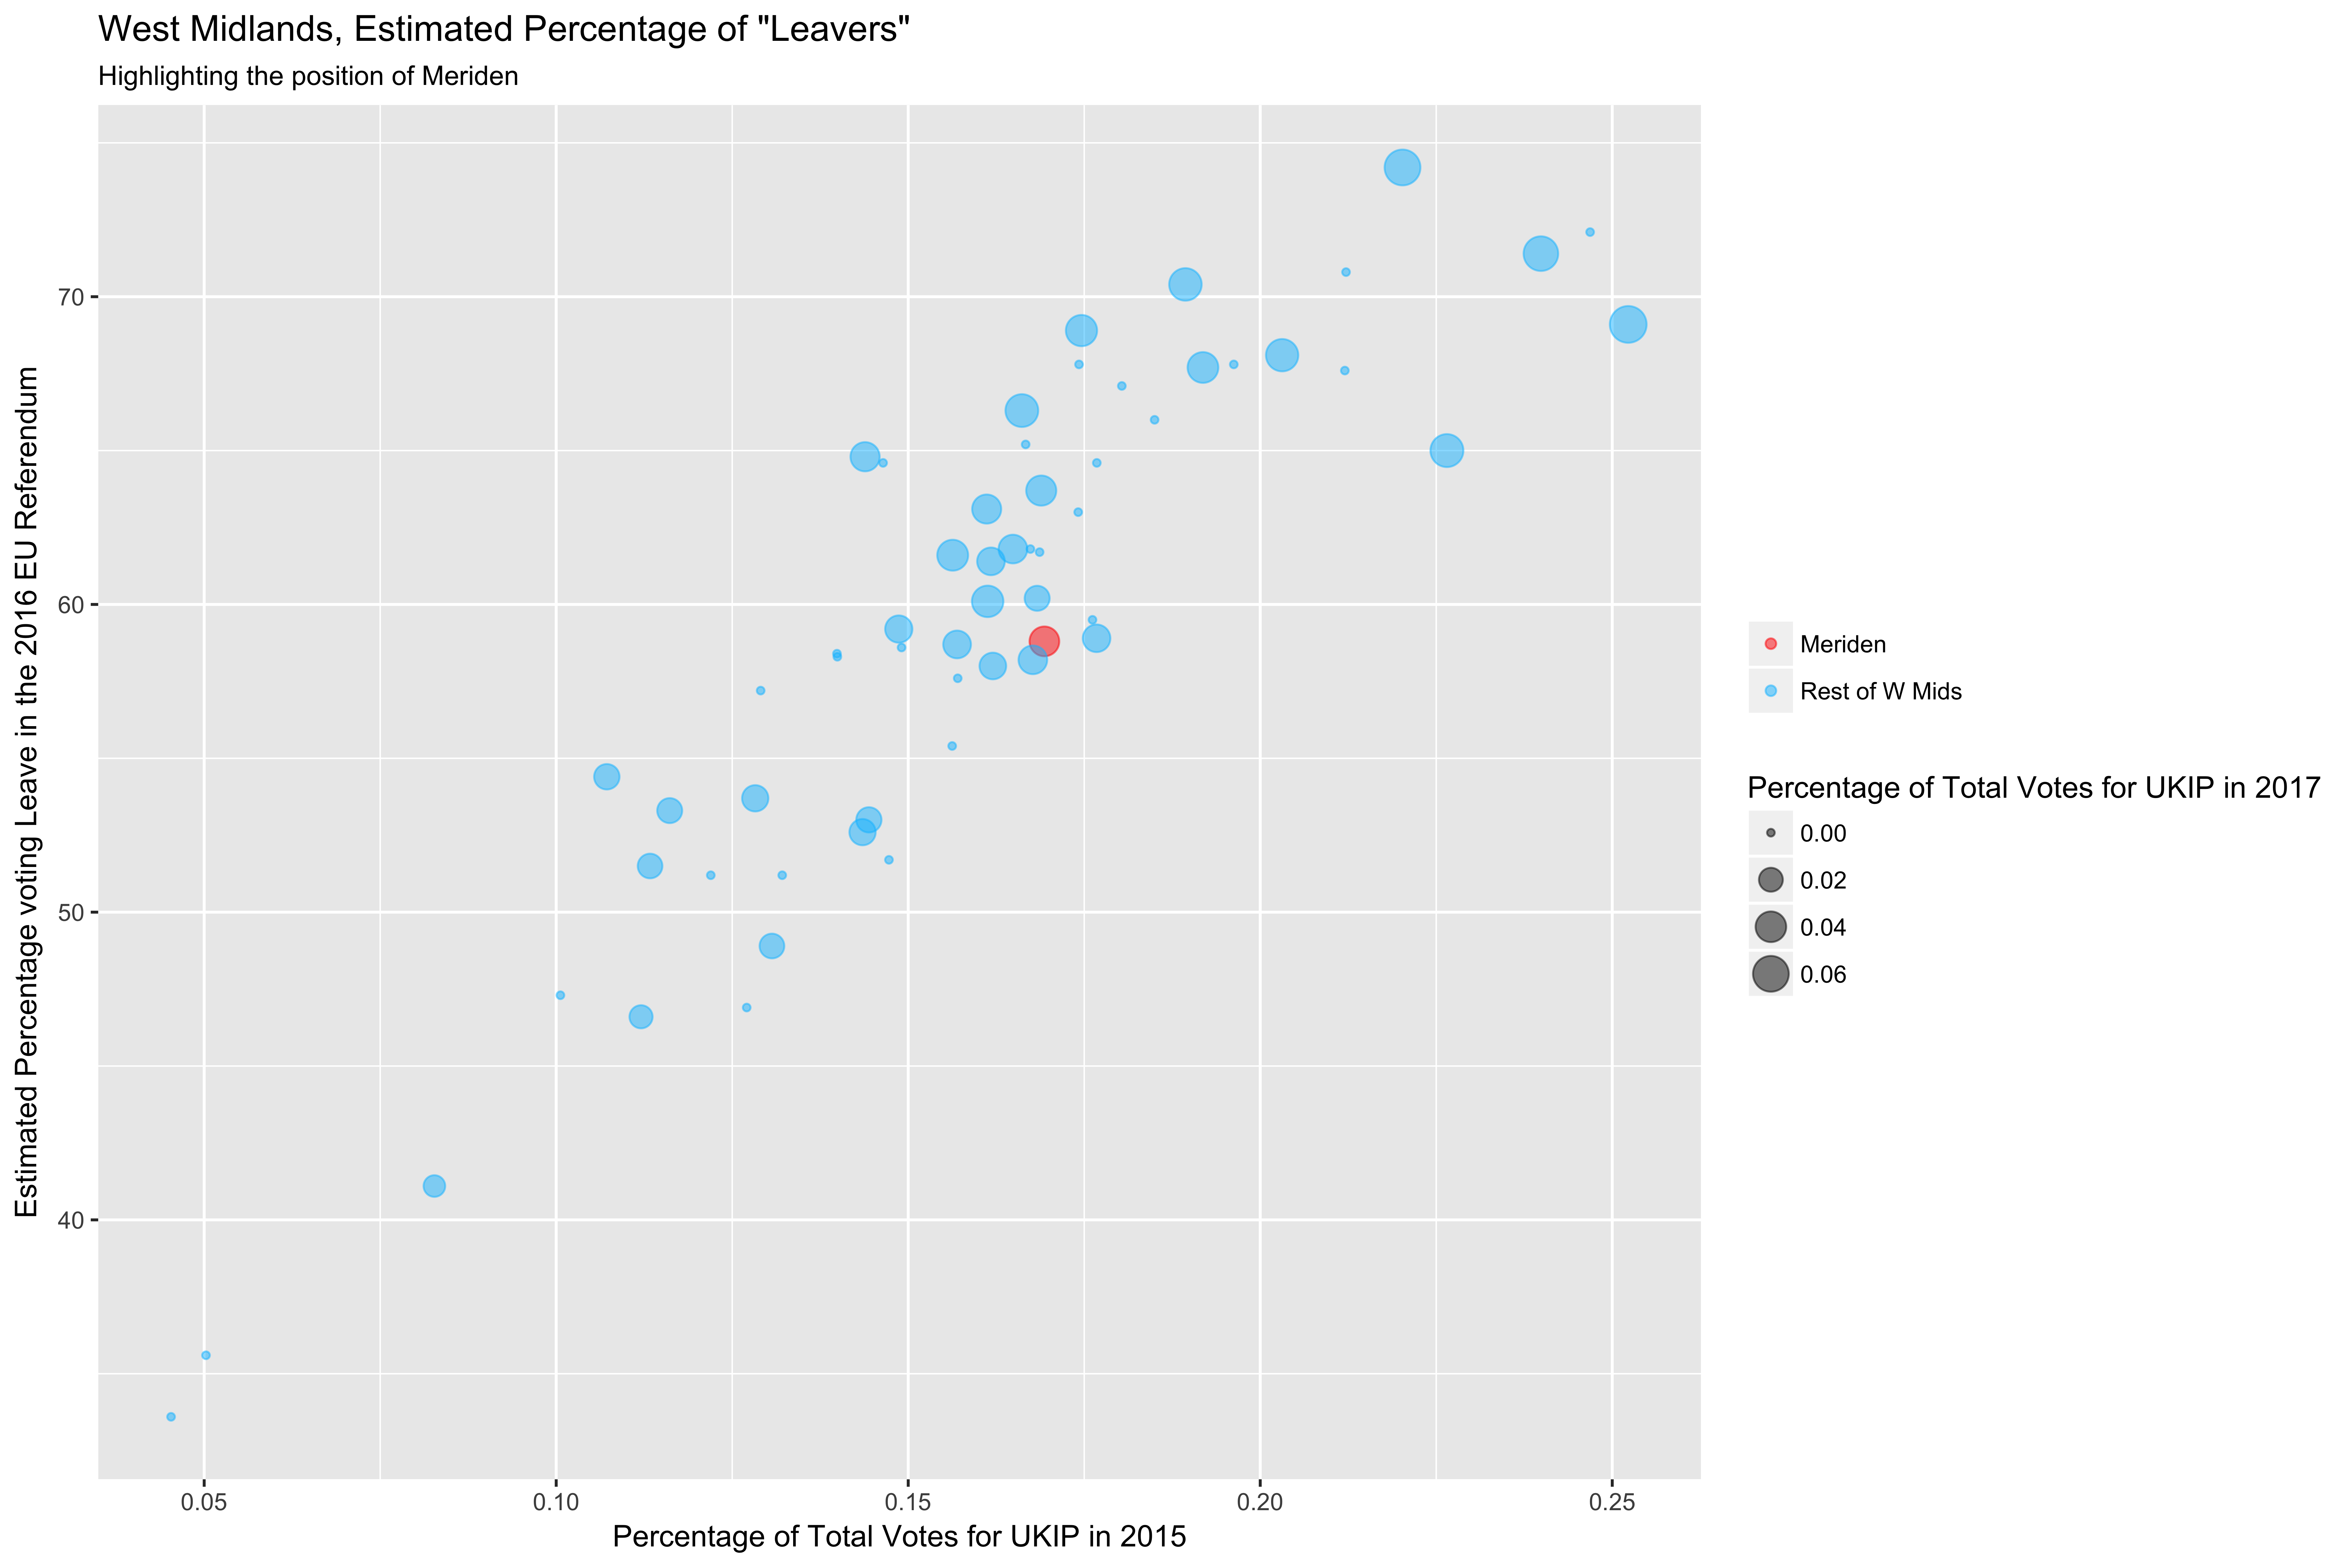 West Midlands, Estimated Percentage of "Leavers"
Highlighting the position of Meriden
Estimated Percentage voting Leave in the 2016 EU Referendum
70
60
50
40
0.05
0.10
0.15
0.20
0.25
Percentage of Total Votes for UKIP in 2015
Meriden
Rest of W Mids
Percentage of Total Votes for UKIP in 2017
0.00
0.02
0.04
0.06